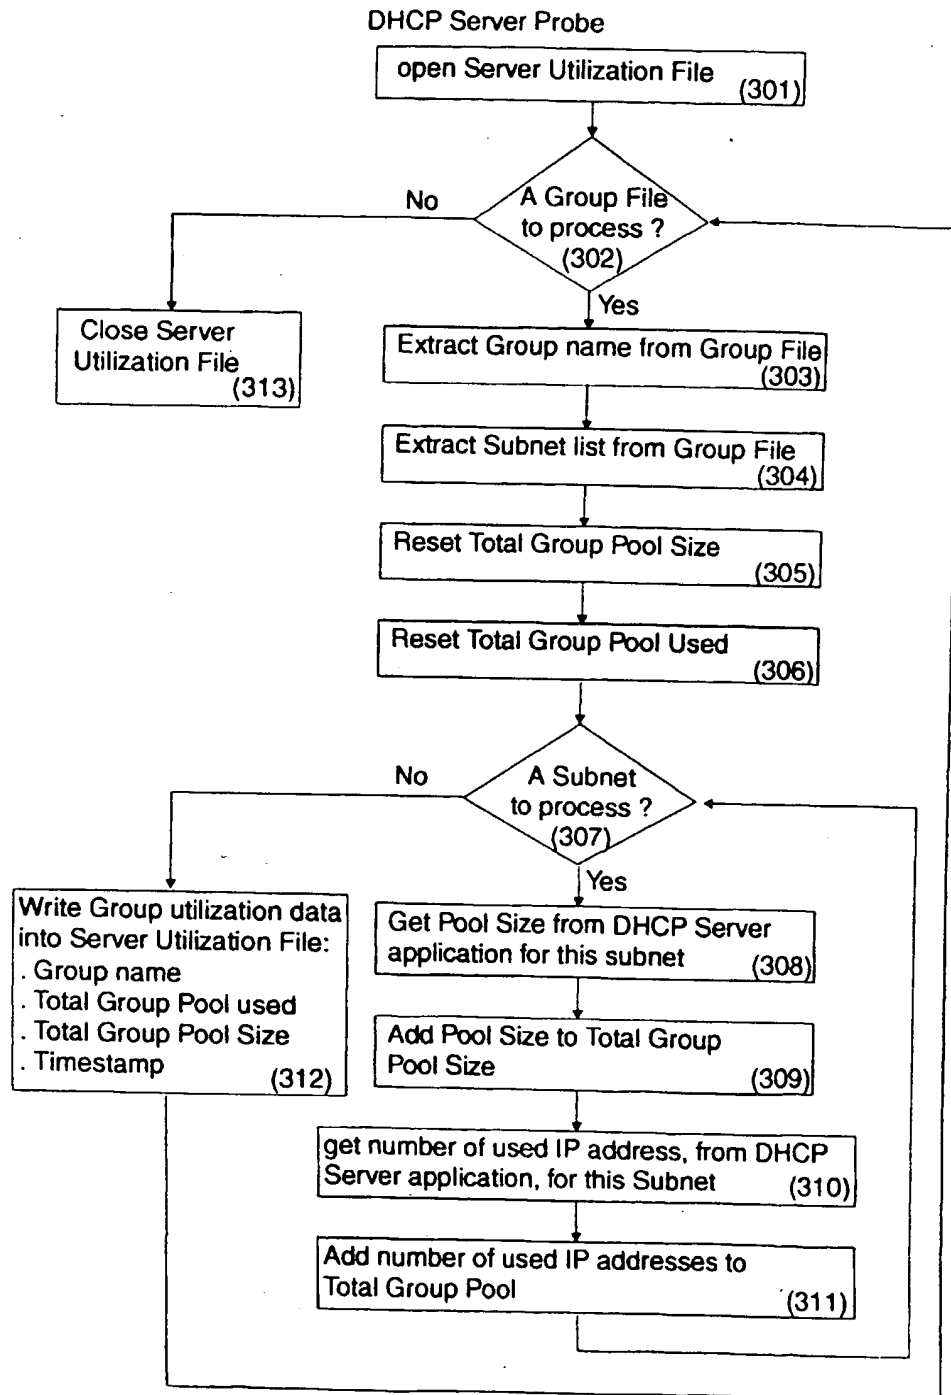 DHCP Server Probe
open Server Utilization File
(301)
A Group File
to process ?
(302)
No
Yes
Close Server
Utilization File
(313)
Extract Group name from Group File
(303)
Extract Subnet list from Group File
(304)
Reset Total Group Pool Size
(305)
Reset Total Group Pool Used
(306)
A Subnet
to process ?
(307)
No
Yes
Write Group utilization data
into Server Utilization File:
. Group name
. Total Group Pool used
. Total Group Pool Size
. Timestamp
(312)
Get Pool Size from DHCP Server
application for this subnet
(308)
Add Pool Size to Total Group
Pool Size
(309)
get number of used IP address, from DHCP
Server application, for this Subnet
(310)
Add number of used IP addresses to
Total Group Pool
(311)